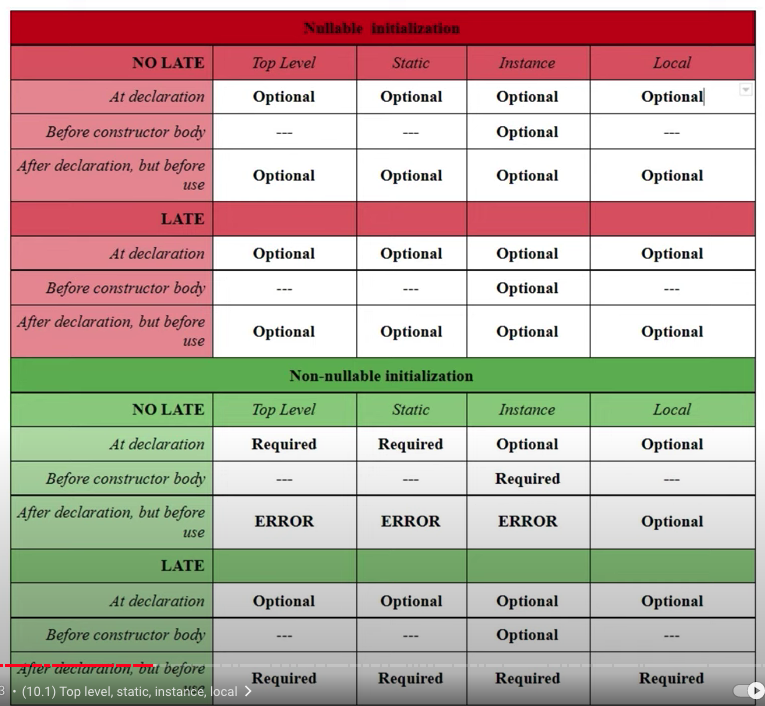 Nullable initialization
NO LATE Top Level Static Instance Local
At declaration Optional Optional Optional Optional
Before constructor body --- --- Optional ---
After declaration, but before
use Optional Optional Optional Optional
LATE
At declaration Optional Optional Optional Optional
Before constructor body --- --- Optional ---
After declaration, but before
use Optional Optional Optional Optional
Non-nullable initialization
NO LATE Top Level Static Instance Local
At declaration Required Required Optional Optional
Before constructor body --- --- Required ---
After declaration, but before
use ERROR ERROR ERROR Optional
LATE
At declaration Optional Optional Optional Optional
Before constructor body --- --- Optional ---
After declaration, but before
use Required Required Required Required
3 • (10.1) Top level, static, instance, local